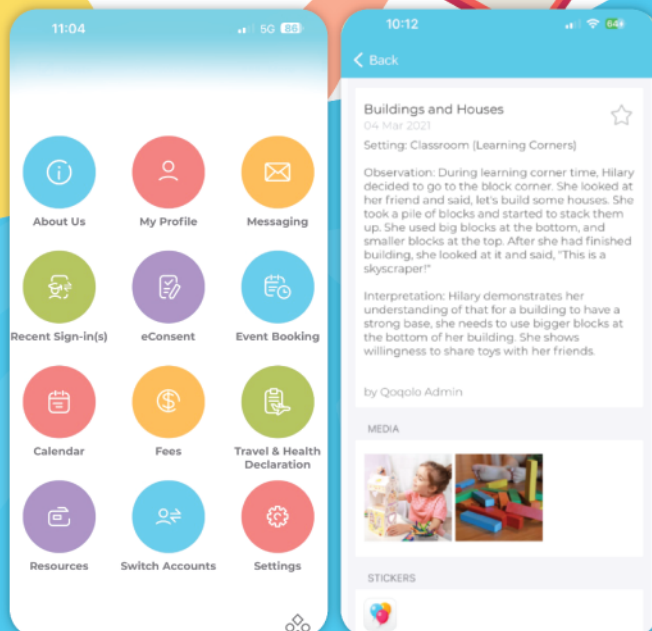 11:04
5G 86
About Us
My Profile
Messaging
Recent Sign-in(s)
eConsent
Event Booking
Calendar
Fees
Travel & Health
Declaration
Resources
Switch Accounts
Settings
10:12
64
Back
Buildings and Houses
04 Mar 2021
Setting: Classroom (Learning Corners)
Observation: During learning corner time, Hilary
decided to go to the block corner. She looked at
her friend and said, let's build some houses. She
took a pile of blocks and started to stack them
up. She used big blocks at the bottom, and
smaller blocks at the top. After she had finished
building, she looked at it and said, "This is a
skyscraper!"
Interpretation: Hilary demonstrates her
understanding of that for a building to have a
strong base, she needs to use bigger blocks at
the bottom of her building. She shows
willingness to share toys with her friends.
by Qoqolo Admin
MEDIA
STICKERS